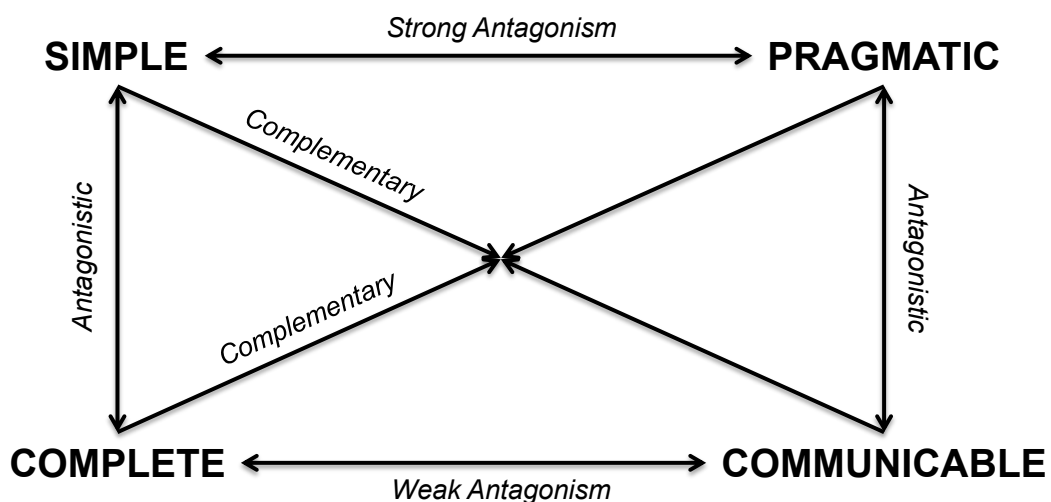 Strong Antagonism
SIMPLE
PRAGMATIC
Complementary
Antagonistic
Antagonistic
Complementary
COMPLETE
COMMUNICABLE
Weak Antagonism